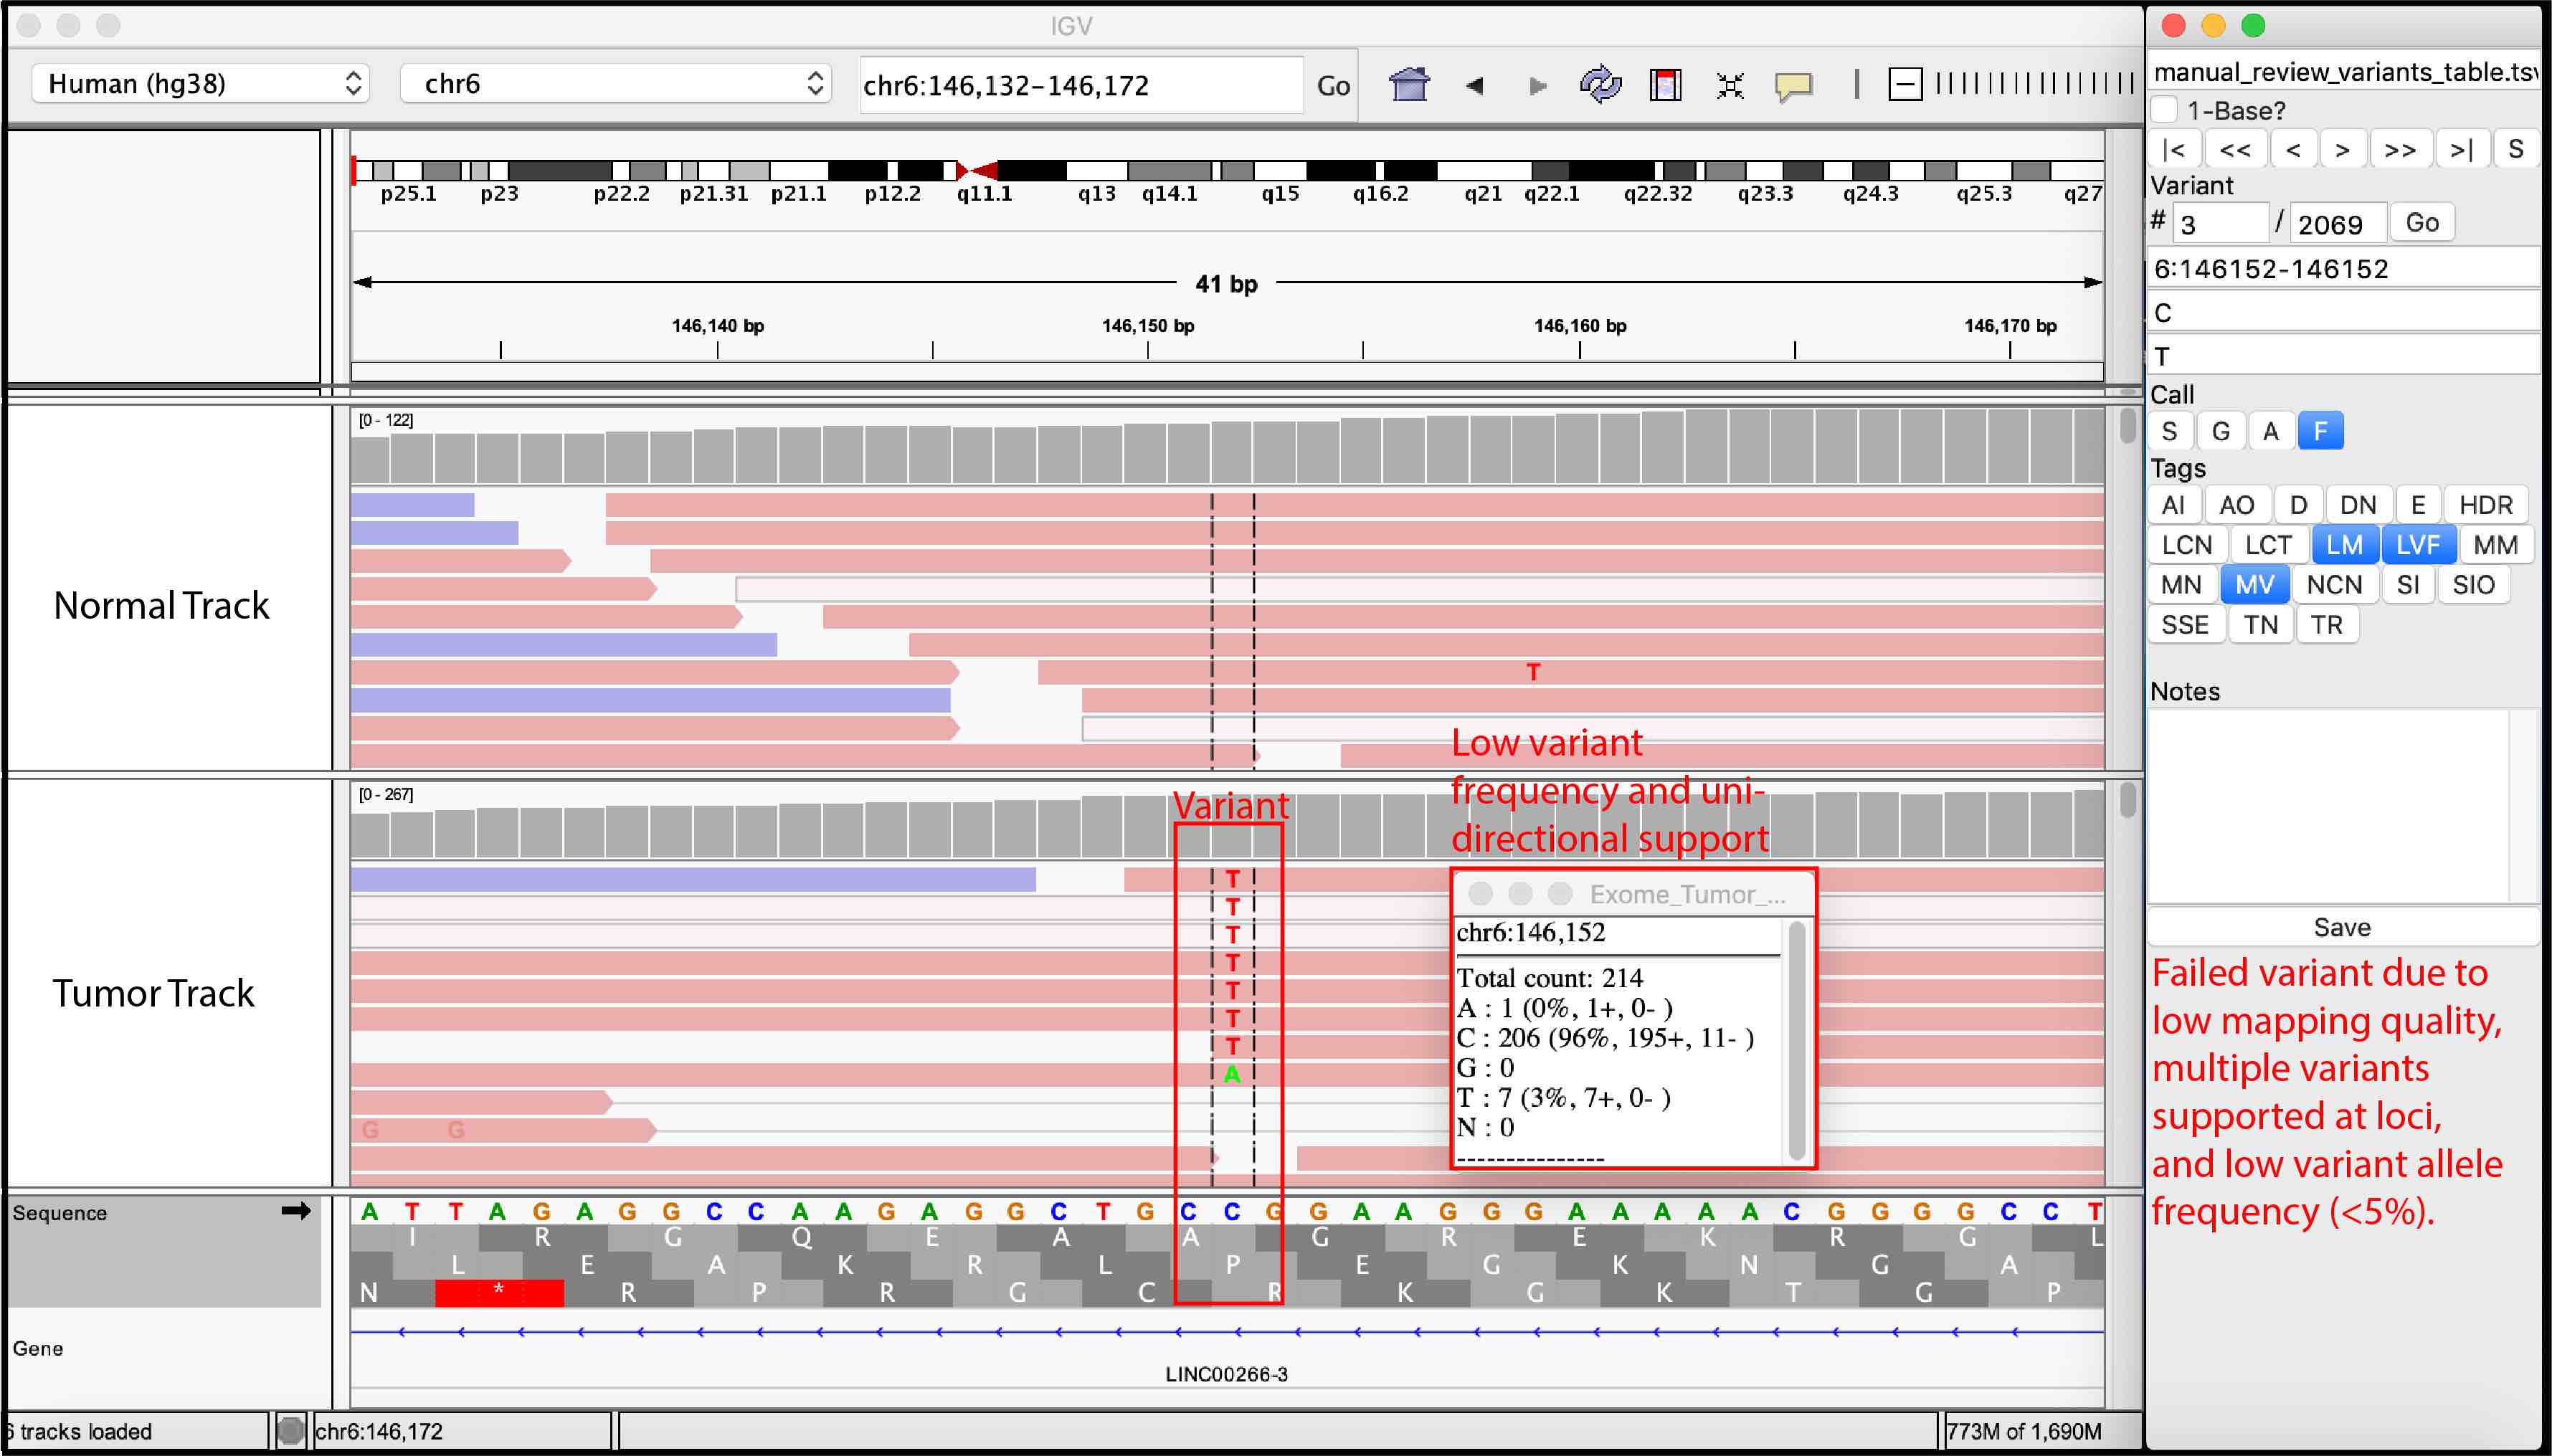 IGV
Human (hg38)
chr6
chr6:146,132-146,172
Go
p25.1 p23 p22.2 p21.31 p21.1 p12.2 q11.1 q13 q14.1 q15 q16.2 q21 q22.1 q22.32 q23.3 q24.3 q25.3 q27
41 bp
146,140 bp 146,150 bp 146,160 bp 146,170 bp
Normal Track
[0 - 122]
T
Tumor Track
[0 - 267]
Variant
T
T
T
T
T
T
T
A
G G
Low variant
frequency and uni-
directional support
Exome_Tumor_...
chr6:146,152
Total count: 214
A : 1 (0%, 1+, 0- )
C : 206 (96%, 195+, 11- )
G : 0
T : 7 (3%, 7+, 0- )
N : 0
---------------
Sequence
A T T A G A G G C C A A G A G G C T G C C G G A A G G G A A A A A C G G G G C C T
I R G Q E A A G R E K R G L
L E A K R L P E G K N G A
N * R P R G C R K G K T G P
Gene
LINC00266-3
6 tracks loaded
chr6:146,172
773M of 1,690M
manual_review_variants_table.tsv
1-Base?
|< << < > >> >| S
Variant
# 3 / 2069 Go
6:146152-146152
C
T
Call
S G A F
Tags
AI AO D DN E HDR
LCN LCT LM LVF MM
MN MV NCN SI SIO
SSE TN TR
Notes
Save
Failed variant due to
low mapping quality,
multiple variants
supported at loci,
and low variant allele
frequency (<5%).